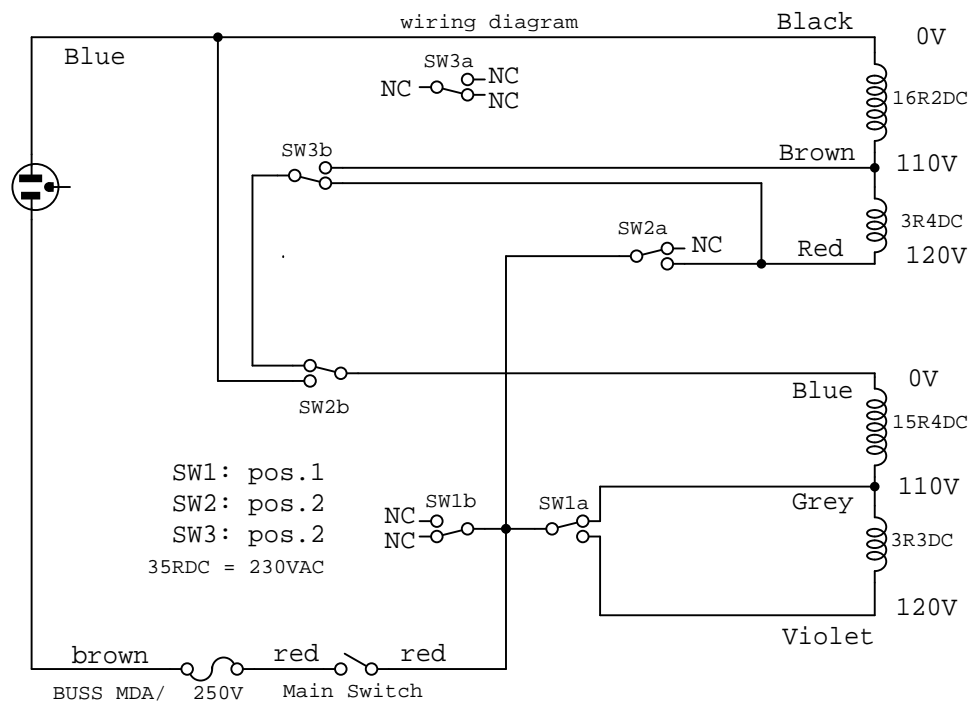 wiring diagram
Black
0V
Blue
SW3a
NC
NC
NC
16R2DC
SW3b
Brown
110V
SW2a
NC
3R4DC
Red
120V
SW2b
Blue
0V
15R4DC
SW1: pos.1
SW2: pos.2
SW3: pos.2
35RDC = 230VAC
NC
NC
SW1b
SW1a
Grey
110V
3R3DC
120V
Violet
brown
red
red
BUSS MDA/ 250V
Main Switch